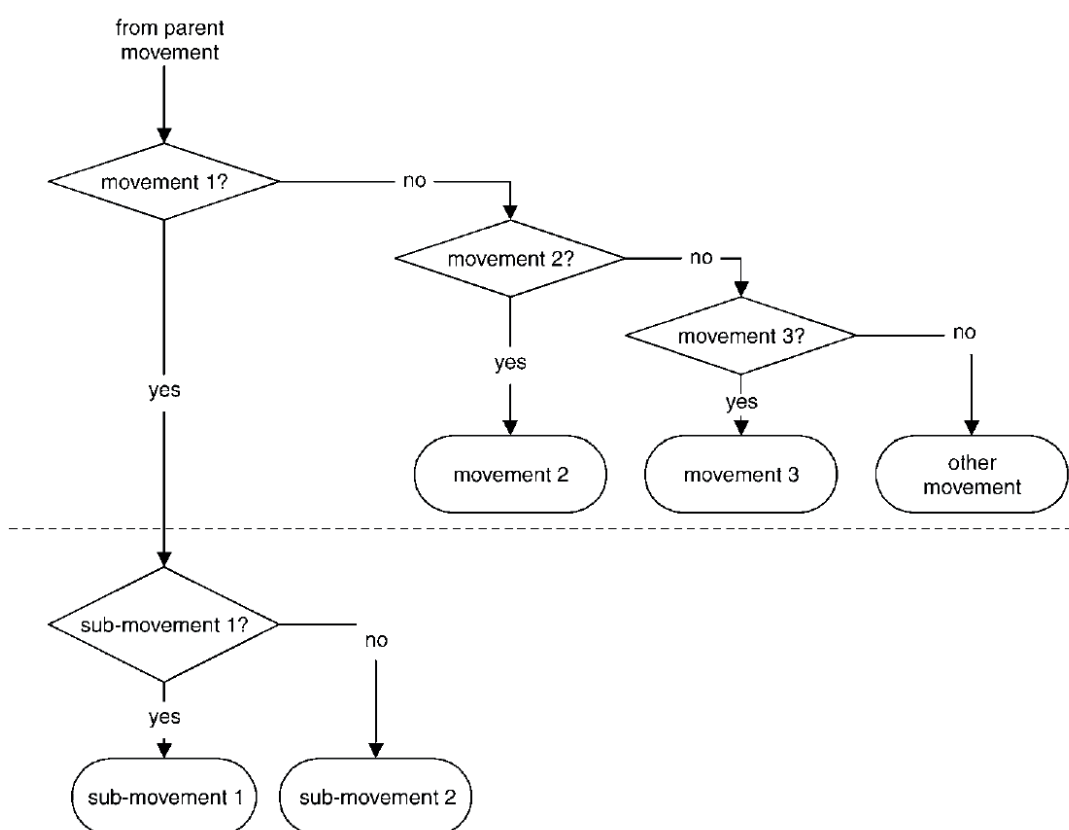 from parent
movement
movement 1?
no
movement 2?
no
movement 3?
no
yes
yes
yes
movement 2
movement 3
other
movement
sub-movement 1?
no
yes
sub-movement 1
sub-movement 2